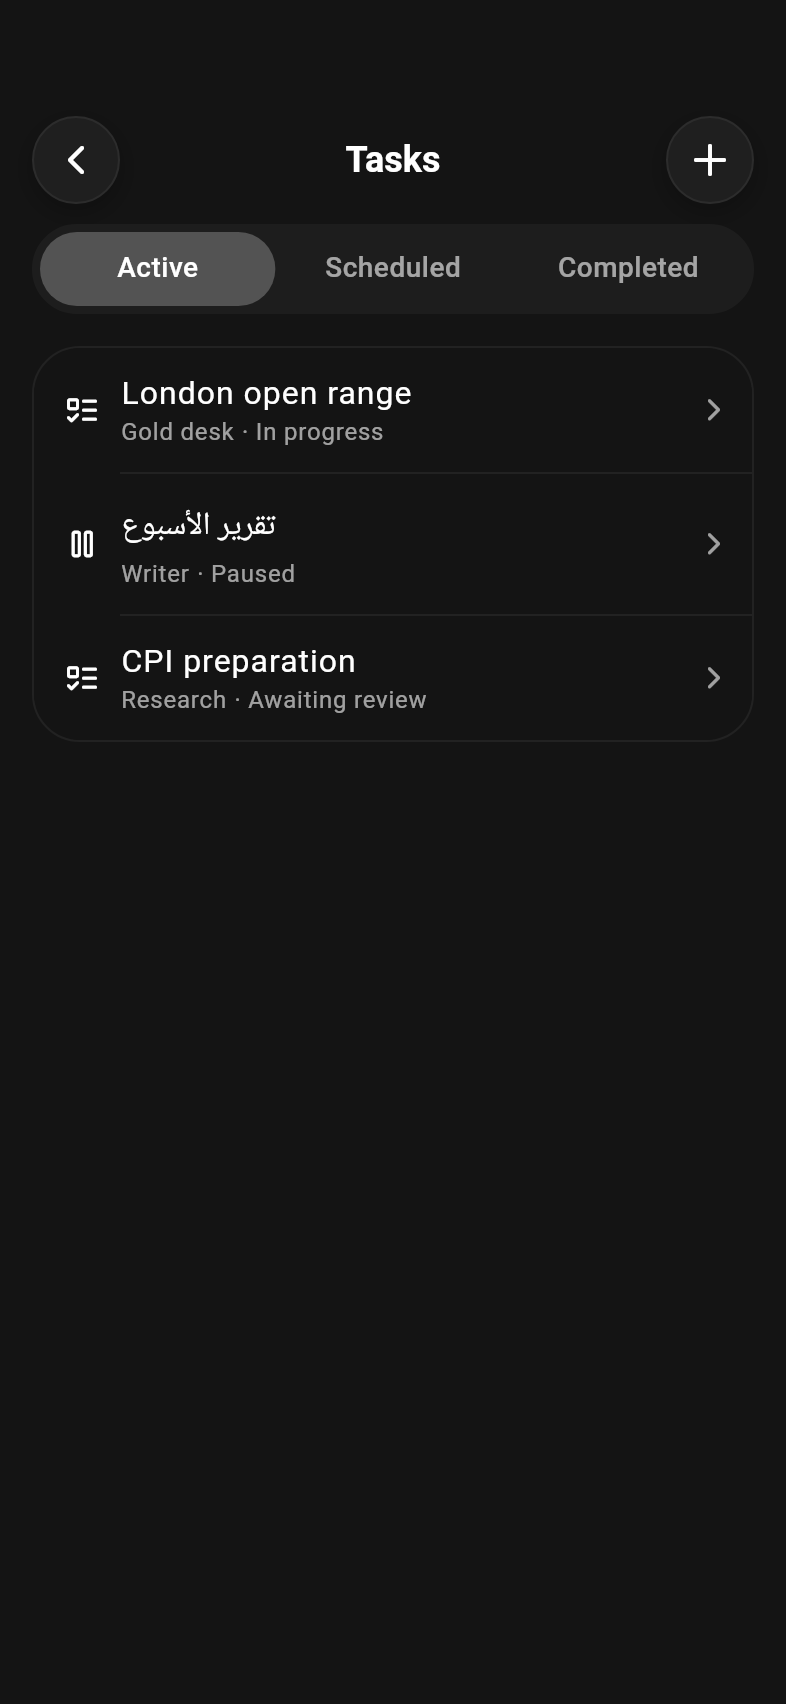 Tasks
Active
Scheduled
Completed
London open range
Gold desk · In progress
تقرير الأسبوع
Writer · Paused
CPI preparation
Research · Awaiting review